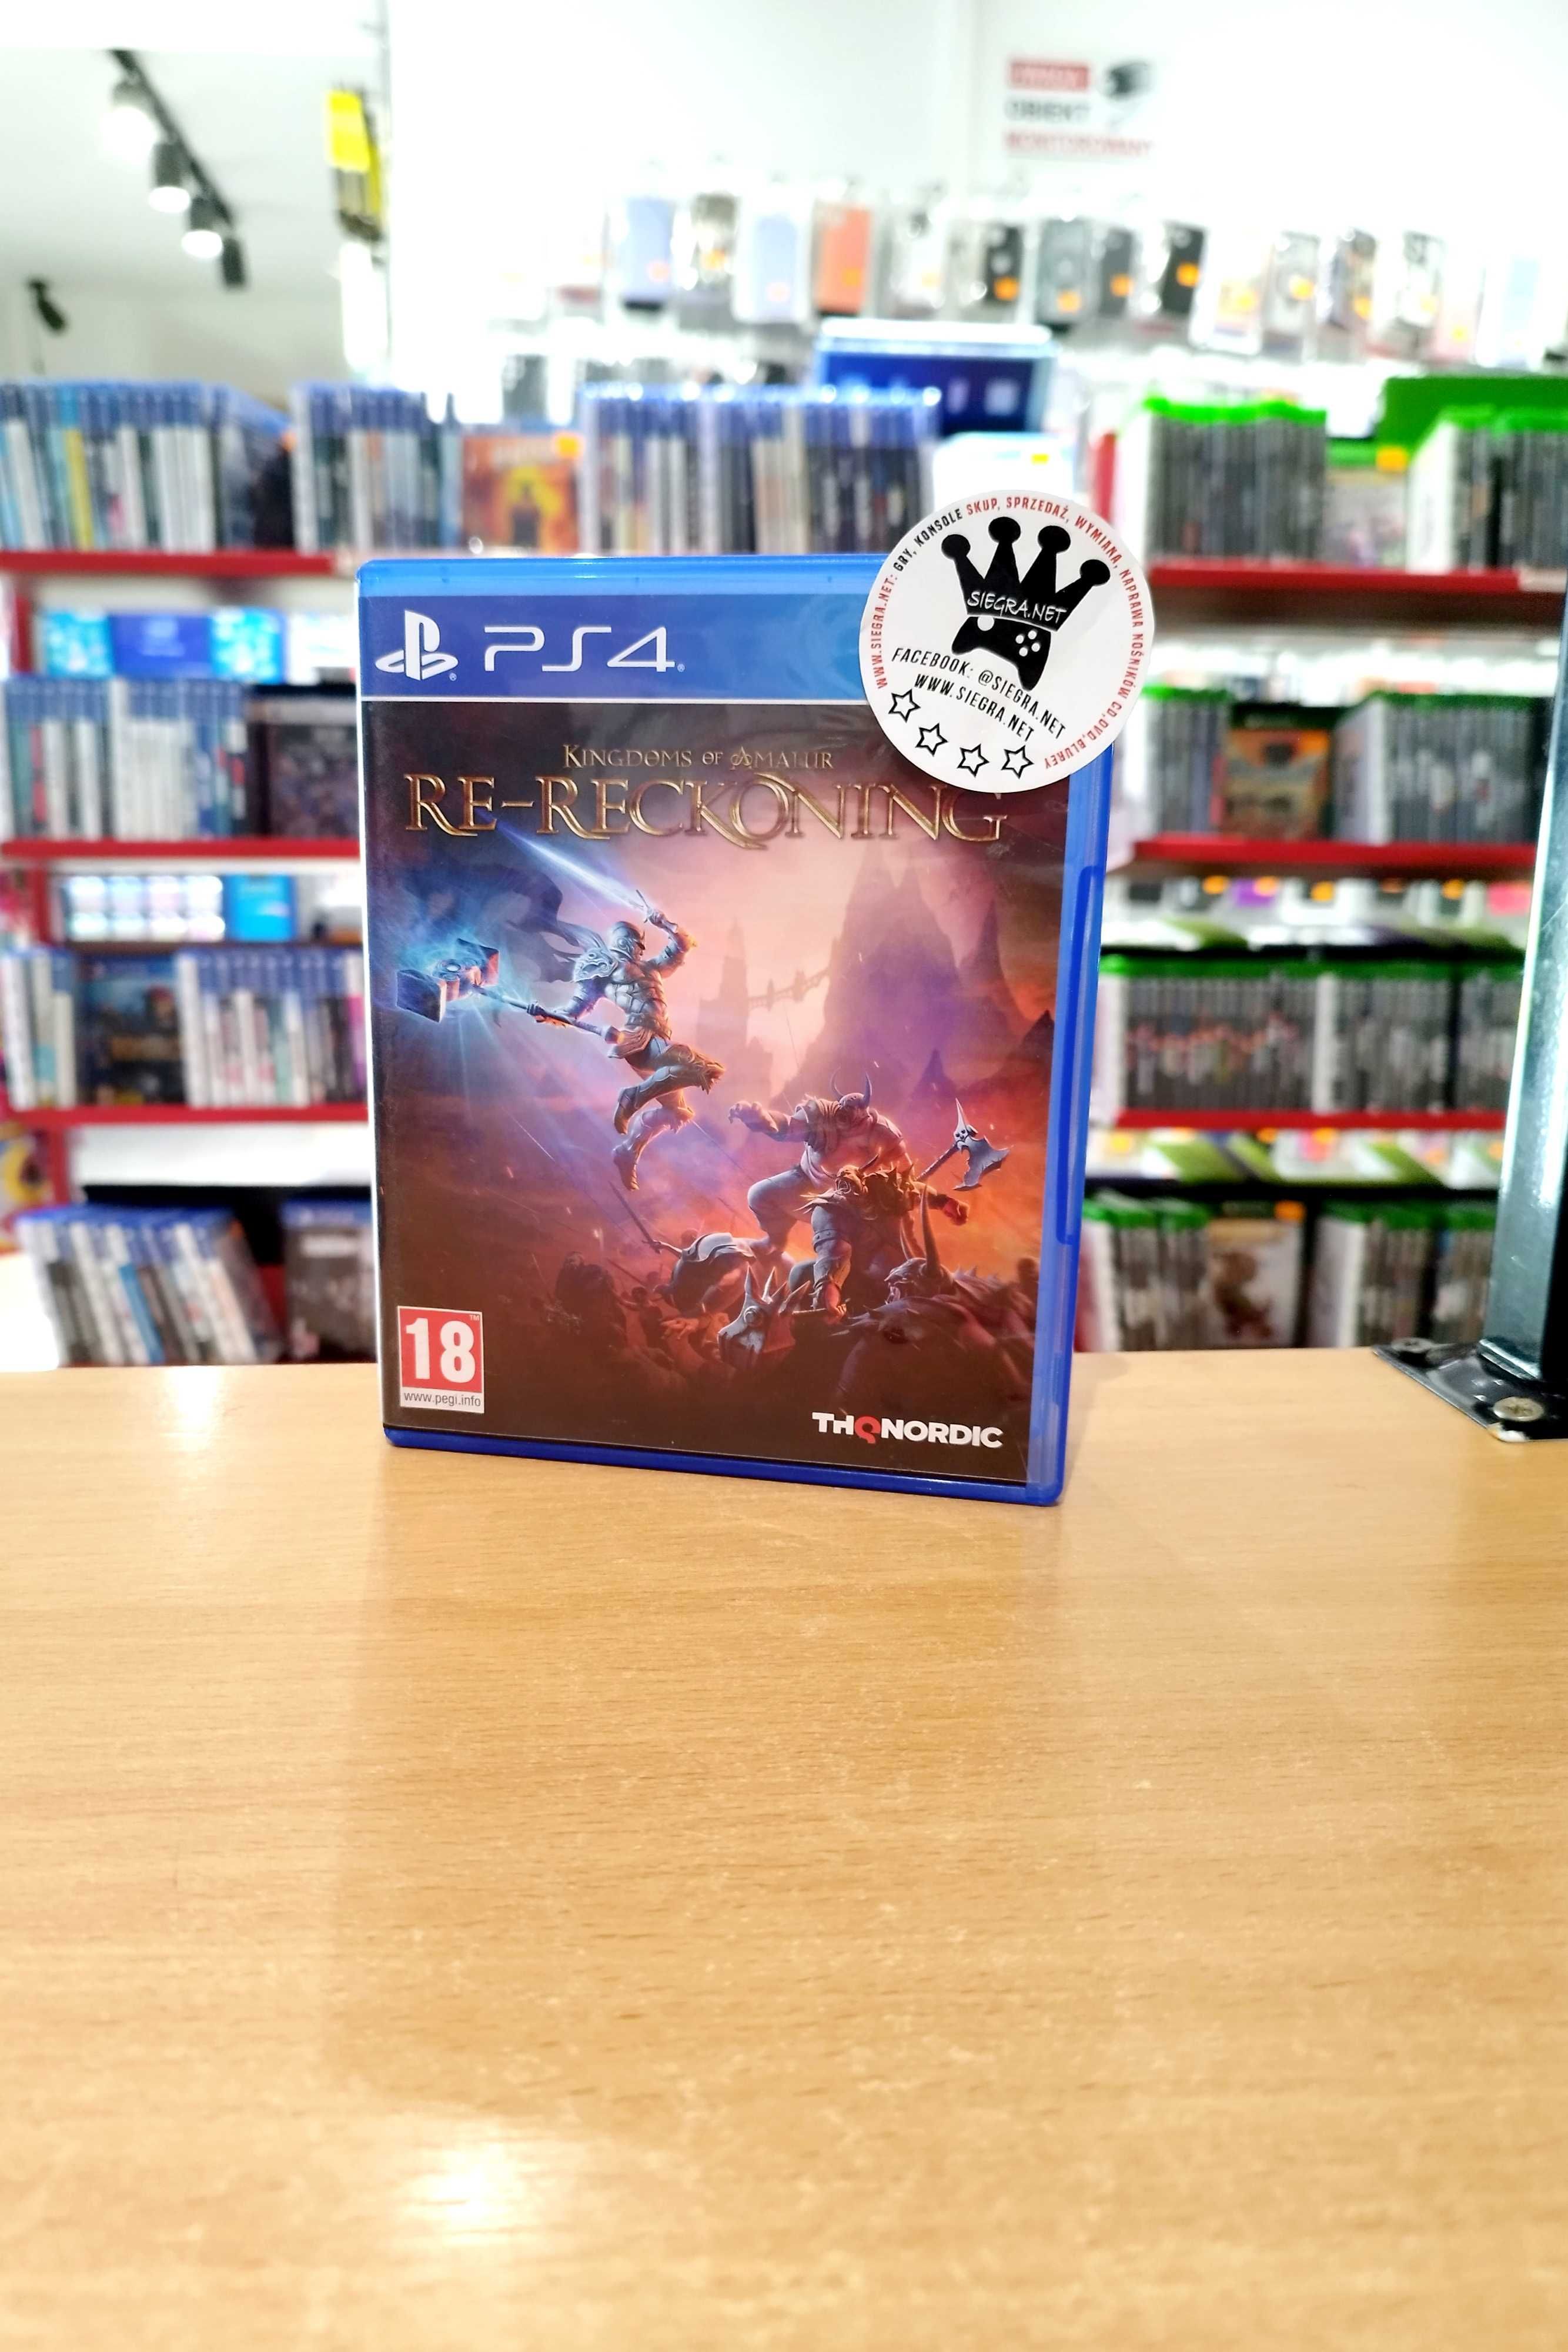 OBIEKT
MONITOROWANY
PS4
WWW.SIEGRA.NET: GRY, KONSOLE SKUP, SPRZEDAŻ, WYMIANA, NAPRAWA NOŚNIKÓW CD,DVD,BLUREY
SIEGRA.NET
FACEBOOK: @SIEGRA.NET
WWW.SIEGRA.NET
KINGDOMS OF AMALUR
RE-RECKONING
18
www.pegi.info
THQNORDIC